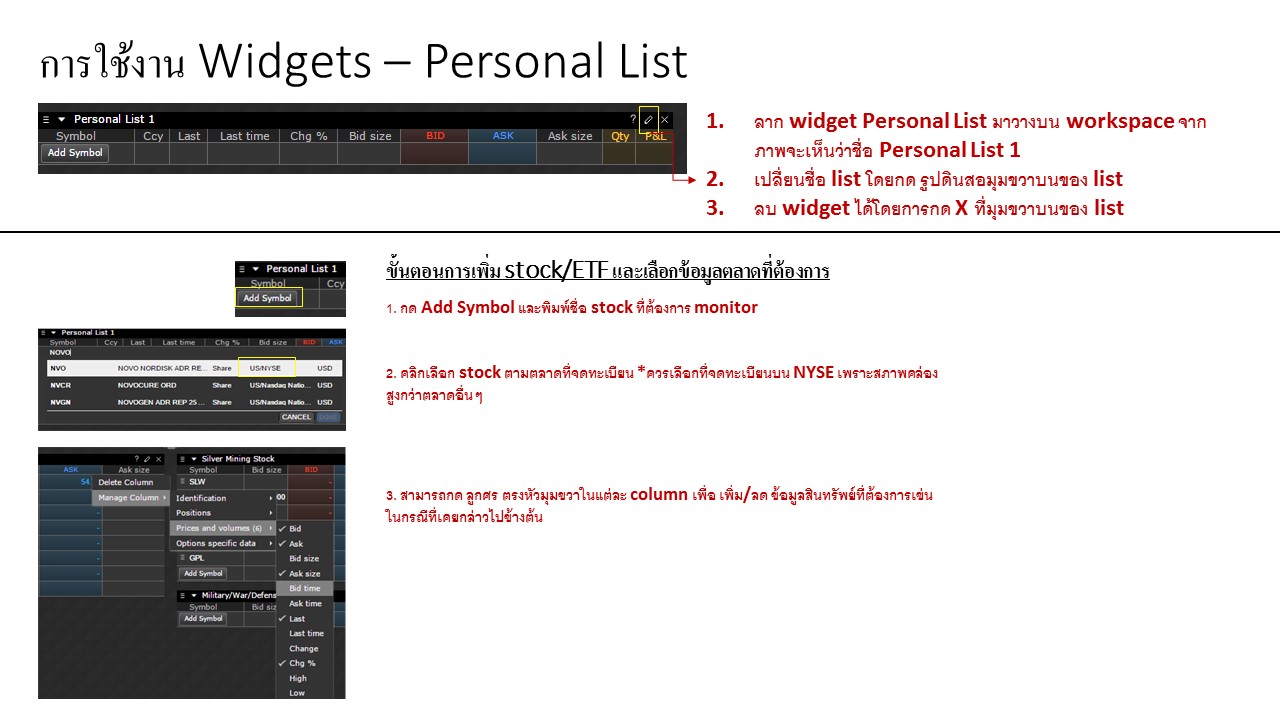 การใช้งาน Widgets – Personal List
Personal List 1 ?
Symbol Ccy Last Last time Chg % Bid size BID ASK Ask size Qty P&L
Add Symbol
1. ลาก widget Personal List มาวางบน workspace จาก
ภาพจะเห็นว่าชื่อ Personal List 1
2. เปลี่ยนชื่อ list โดยกด รูปดินสอมุมขวาบนของ list
3. ลบ widget ได้โดยการกด X ที่มุมขวาบนของ list
ขั้นตอนการเพิ่ม stock/ETF และเลือกข้อมูลตลาดที่ต้องการ
Personal List 1
Symbol Ccy
Add Symbol
1. กด Add Symbol และพิมพ์ชื่อ stock ที่ต้องการ monitor
Personal List 1
Symbol Ccy Last Last time Chg % Bid size BID ASK
NOVO
NVO NOVO NORDISK ADR RE... Share US/NYSE USD
NVCR NOVOCURE ORD Share US/Nasdaq Natio... USD
NVGN NOVOGEN ADR REP 25 ... Share US/Nasdaq Natio... USD
CANCEL DONE
2. คลิกเลือก stock ตามตลาดที่จดทะเบียน *ควรเลือกที่จดทะเบียนบน NYSE เพราะสภาพคล่อง
สูงกว่าตลาดอื่นๆ
? Silver Mining Stock
ASK Ask size Symbol Bid size BID
54 Delete Column SLW
Manage Column Identification 00
Positions
Prices and volumes (6) Bid
Options specific data Ask
GPL Bid size
Add Symbol Ask size
Bid time
Military/War/Defens
Ask time
Symbol Bid siz
Add Symbol Last
Last time
Change
Chg %
High
Low
3. สามารถกด ลูกศร ตรงหัวมุมขวาในแต่ละ column เพื่อ เพิ่ม/ลด ข้อมูลสินทรัพย์ที่ต้องการเช่น
ในกรณีที่เคยกล่าวไปข้างต้น